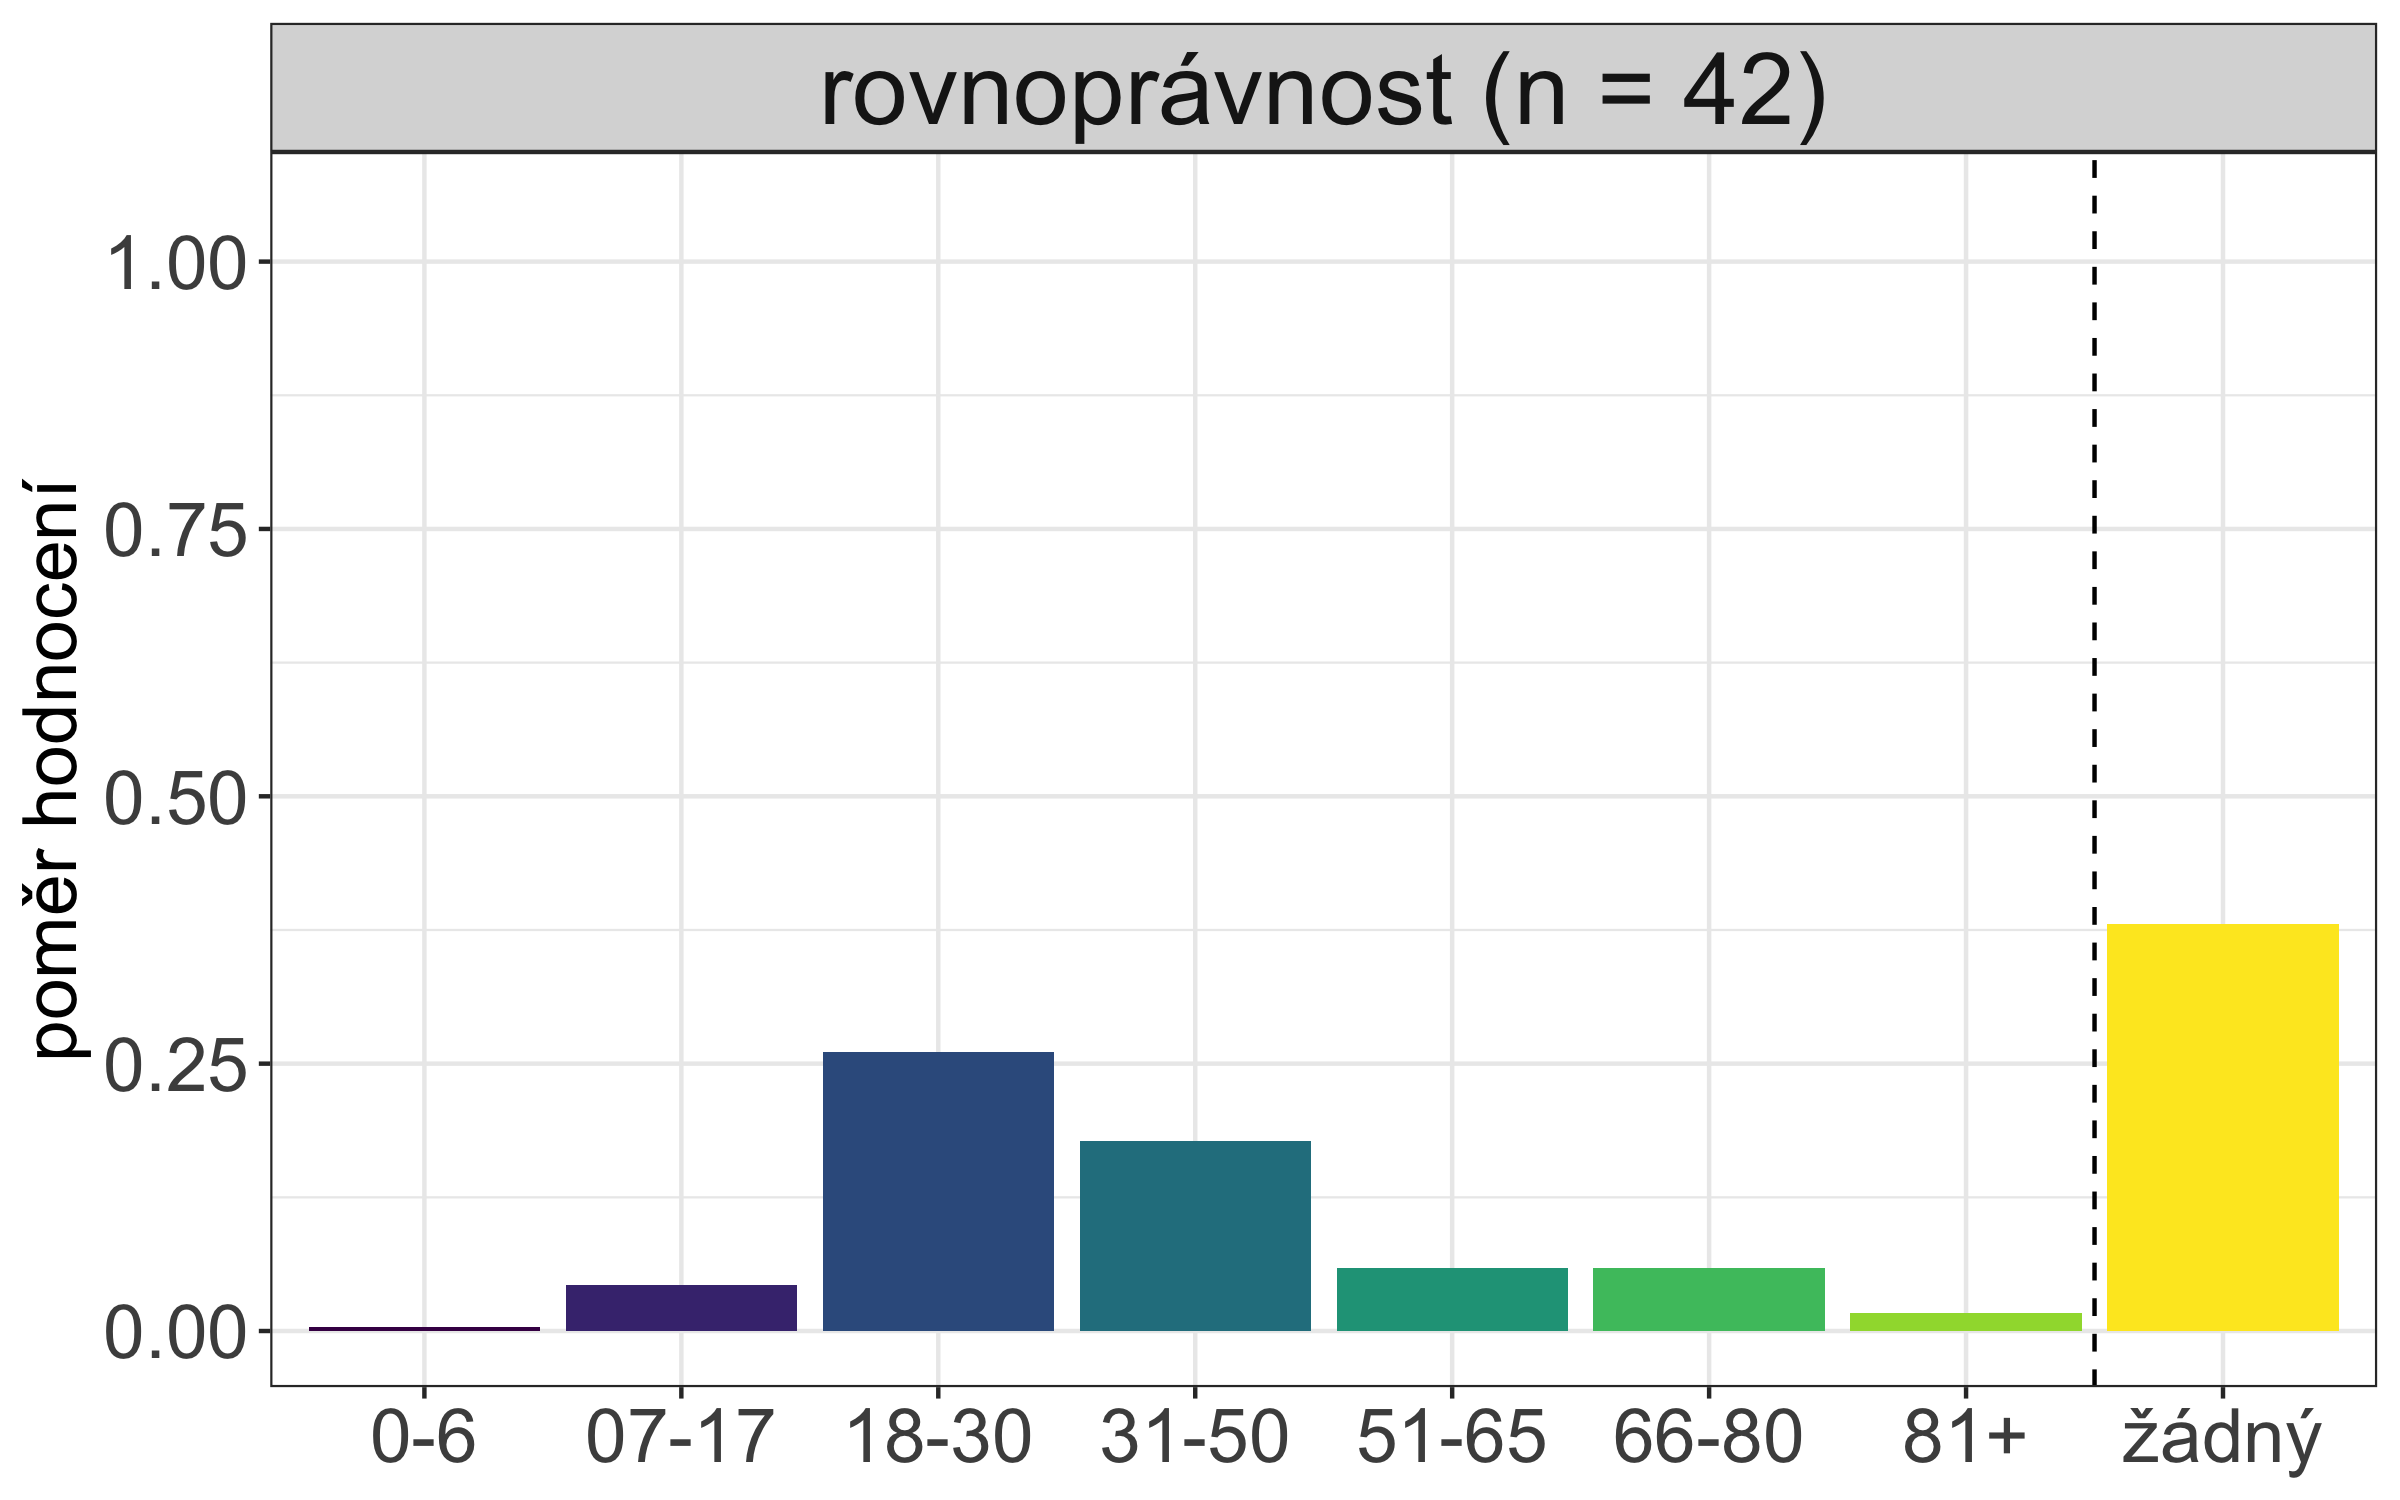 rovnoprávnost (n = 42)
poměr hodnocení
1.00
0.75
0.50
0.25
0.00
0-6 07-17 18-30 31-50 51-65 66-80 81+ žádný